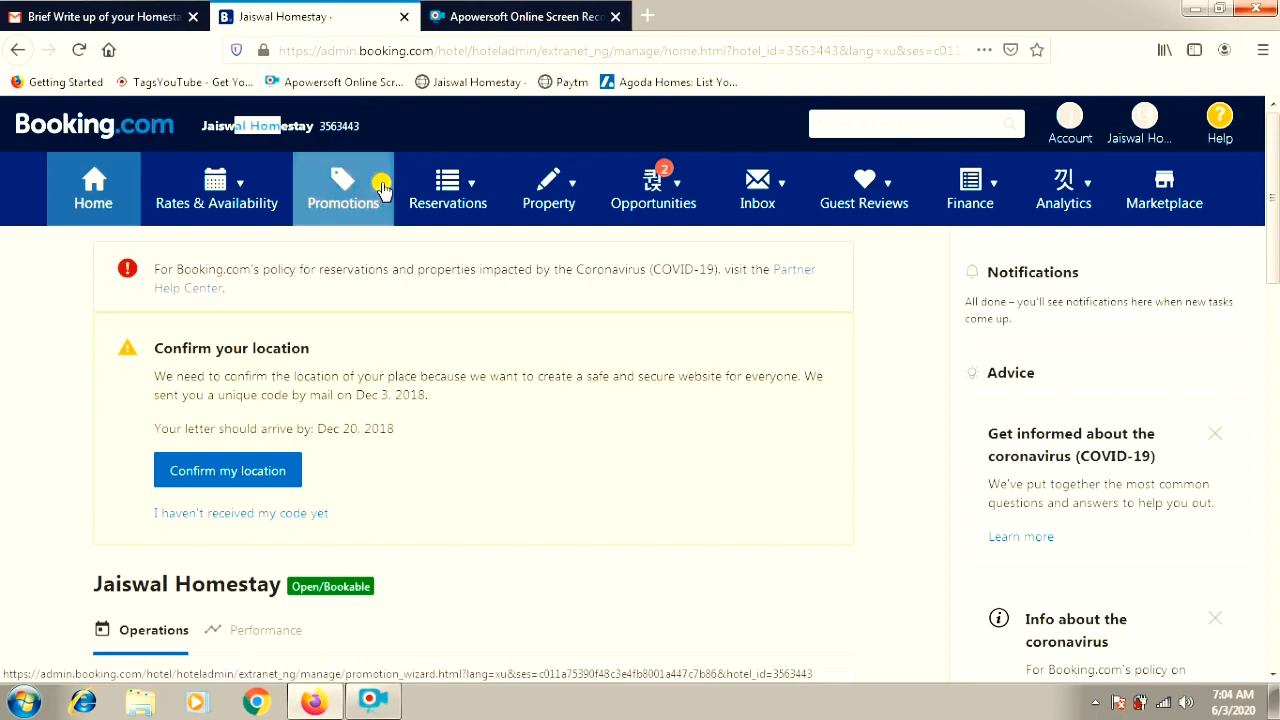 Brief Write up of your Homesta
Jaiswal Homestay ·
Apowersoft Online Screen Rec
https://admin.booking.com/hotel/hoteladmin/extranet_ng/manage/home.html?hotel_id=3563443&lang=xu&ses=c011
Getting Started
TagsYouTube - Get Yo...
Apowersoft Online Scr...
Jaiswal Homestay ·
Paytm
Agoda Homes: List Yo...
Booking.com
Jaiswal Homestay 3563443
Account
Jaiswal Ho...
Help
Home
Rates & Availability
Promotions
Reservations
Property
2
Opportunities
Inbox
Guest Reviews
Finance
Analytics
Marketplace
For Booking.com's policy for reservations and properties impacted by the Coronavirus (COVID-19), visit the Partner
Help Center.
Confirm your location
We need to confirm the location of your place because we want to create a safe and secure website for everyone. We
sent you a unique code by mail on Dec 3, 2018.
Your letter should arrive by: Dec 20, 2018
Confirm my location
I haven't received my code yet
Jaiswal Homestay Open/Bookable
Operations
Performance
Notifications
All done – you'll see notifications here when new tasks
come up.
Advice
Get informed about the
coronavirus (COVID-19)
We've put together the most common
questions and answers to help you out.
Learn more
Info about the
coronavirus
For Booking.com's policy on
https://admin.booking.com/hotel/hoteladmin/extranet_ng/manage/promotion_wizard.html?lang=xu&ses=c011a75390f48c3e4fb8001a447c7b86&hotel_id=3563443
7:04 AM
6/3/2020